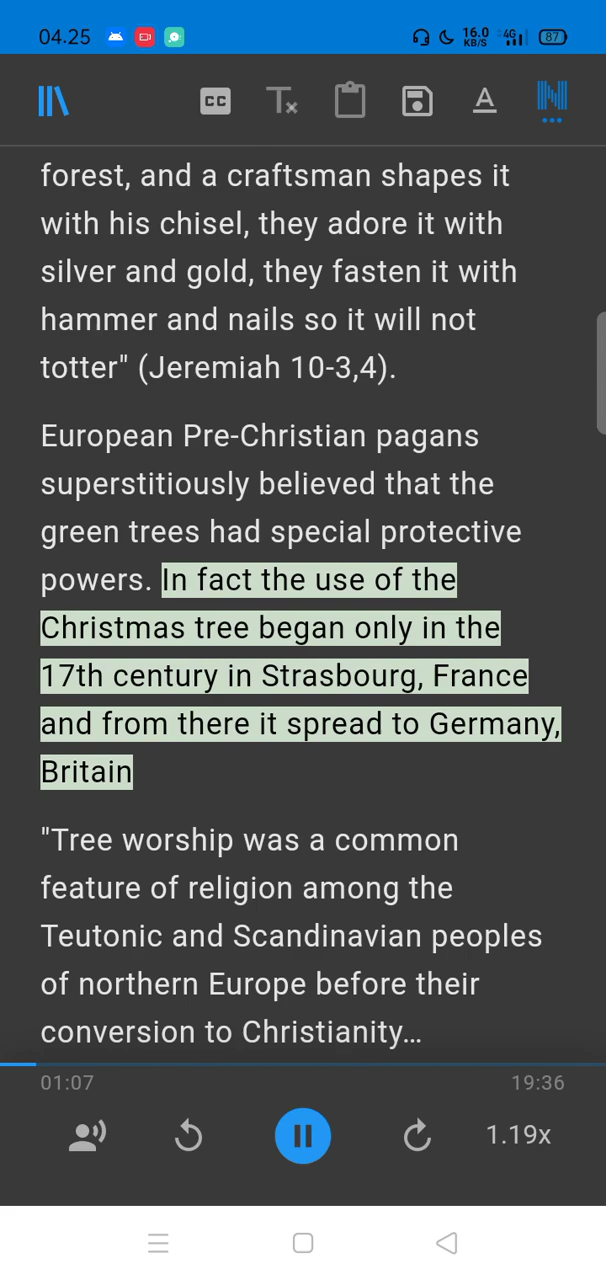 04.25
16.0
KB/S
4G
87
CC
forest, and a craftsman shapes it
with his chisel, they adore it with
silver and gold, they fasten it with
hammer and nails so it will not
totter" (Jeremiah 10-3,4).
European Pre-Christian pagans
superstitiously believed that the
green trees had special protective
powers. In fact the use of the
Christmas tree began only in the
17th century in Strasbourg, France
and from there it spread to Germany,
Britain
"Tree worship was a common
feature of religion among the
Teutonic and Scandinavian peoples
of northern Europe before their
conversion to Christianity...
01:07
19:36
1.19x